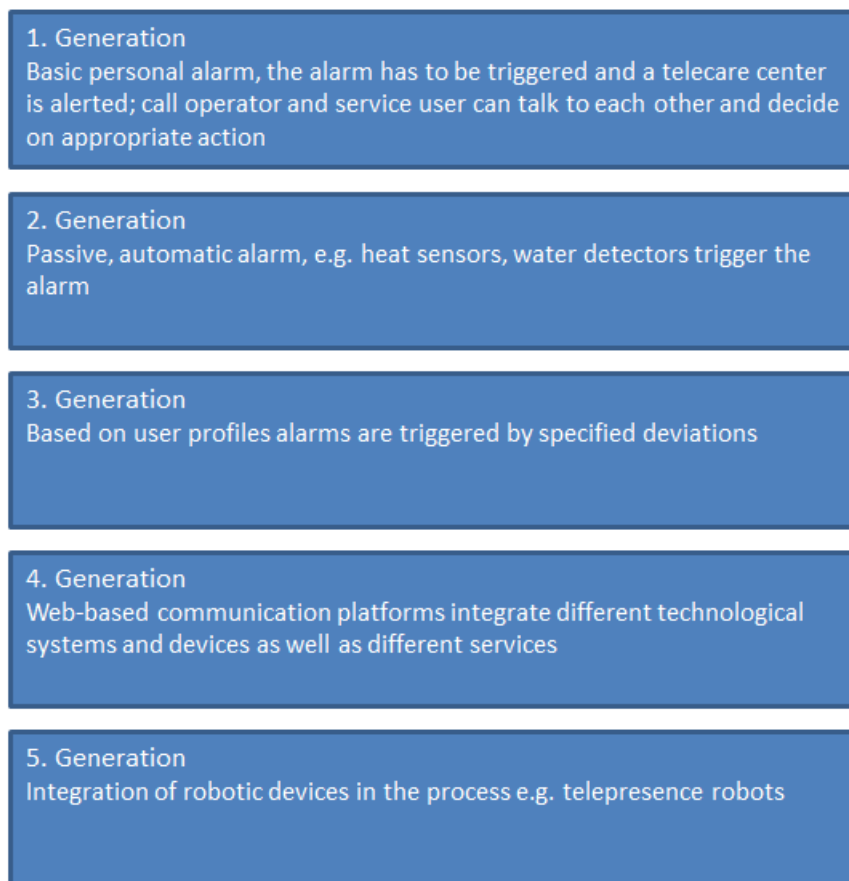 1. Generation
Basic personal alarm, the alarm has to be triggered and a telecare center
is alerted; call operator and service user can talk to each other and decide
on appropriate action
2. Generation
Passive, automatic alarm, e.g. heat sensors, water detectors trigger the
alarm
3. Generation
Based on user profiles alarms are triggered by specified deviations
4. Generation
Web-based communication platforms integrate different technological
systems and devices as well as different services
5. Generation
Integration of robotic devices in the process e.g. telepresence robots